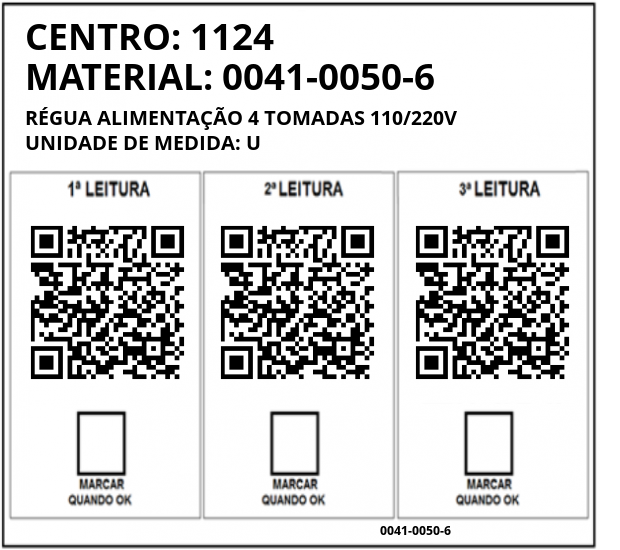 CENTRO: 1124
MATERIAL: 0041-0050-6
RÉGUA ALIMENTAÇÃO 4 TOMADAS 110/220V
UNIDADE DE MEDIDA: U
1ª LEITURA
2ª LEITURA
3ª LEITURA
MARCAR
QUANDO OK
MARCAR
QUANDO OK
MARCAR
QUANDO OK
0041-0050-6